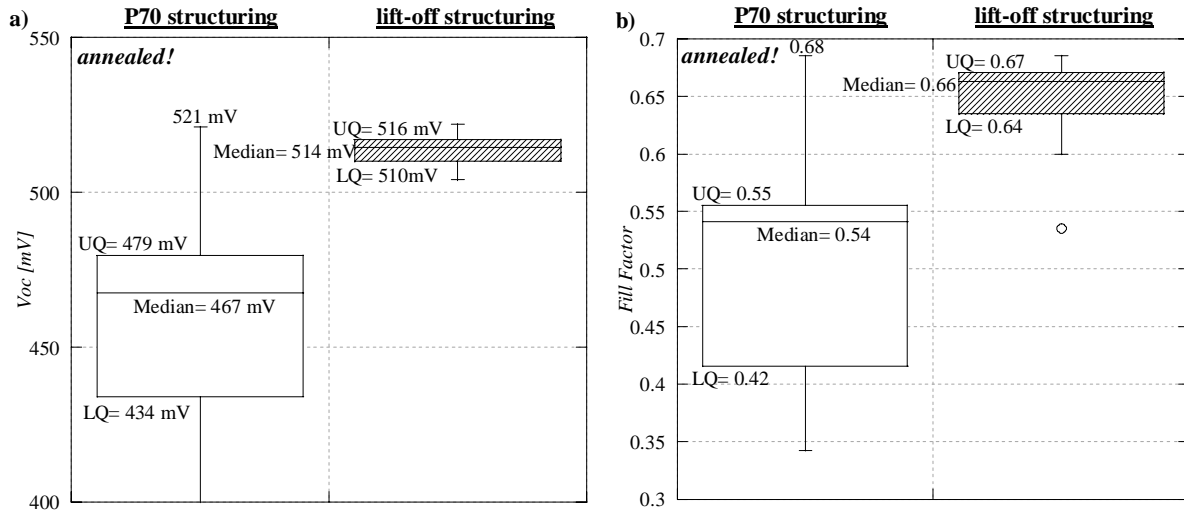 a)
P70 structuring
lift-off structuring
annealed!
550
500
450
400
Voc [mV]
521 mV
UQ= 479 mV
Median= 467 mV
LQ= 434 mV
UQ= 516 mV
Median= 514 mV
LQ= 510mV
b)
P70 structuring
lift-off structuring
annealed!
0.7
0.65
0.6
0.55
0.5
0.45
0.4
0.35
0.3
Fill Factor
0.68
UQ= 0.55
Median= 0.54
LQ= 0.42
UQ= 0.67
Median= 0.66
LQ= 0.64